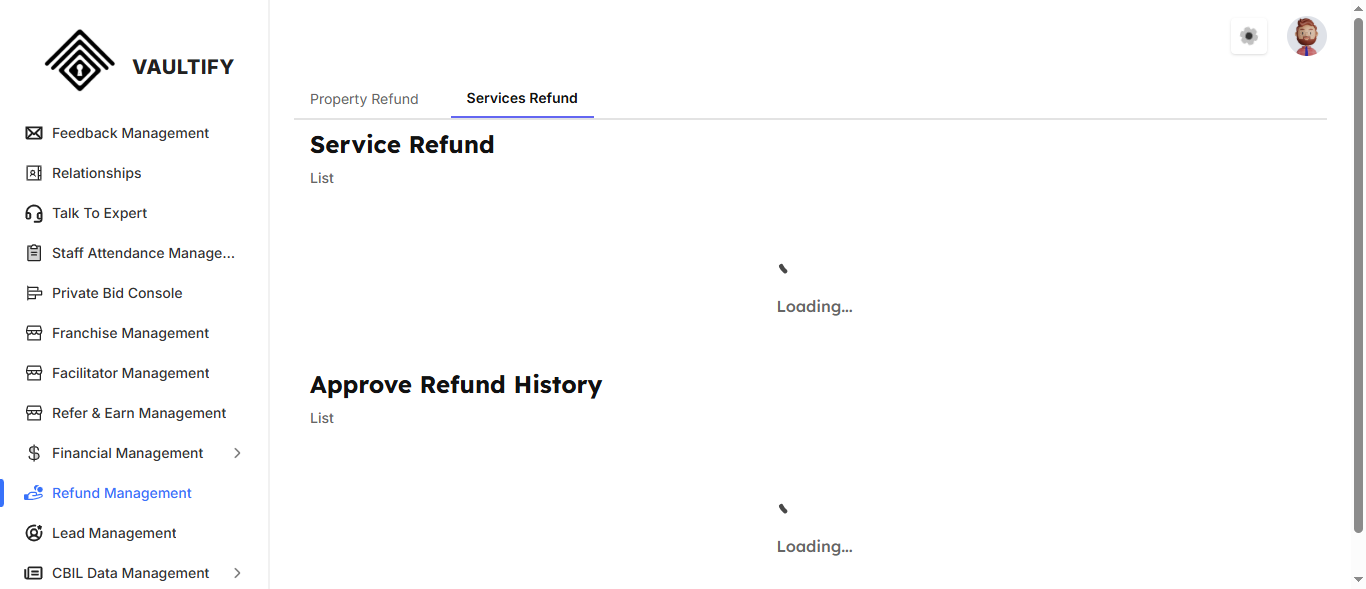 VAULTIFY
Feedback Management
Relationships
Talk To Expert
Staff Attendance Manage...
Private Bid Console
Franchise Management
Facilitator Management
Refer & Earn Management
Financial Management
Refund Management
Lead Management
CBIL Data Management
Property Refund
Services Refund
Service Refund
List
Loading...
Approve Refund History
List
Loading...